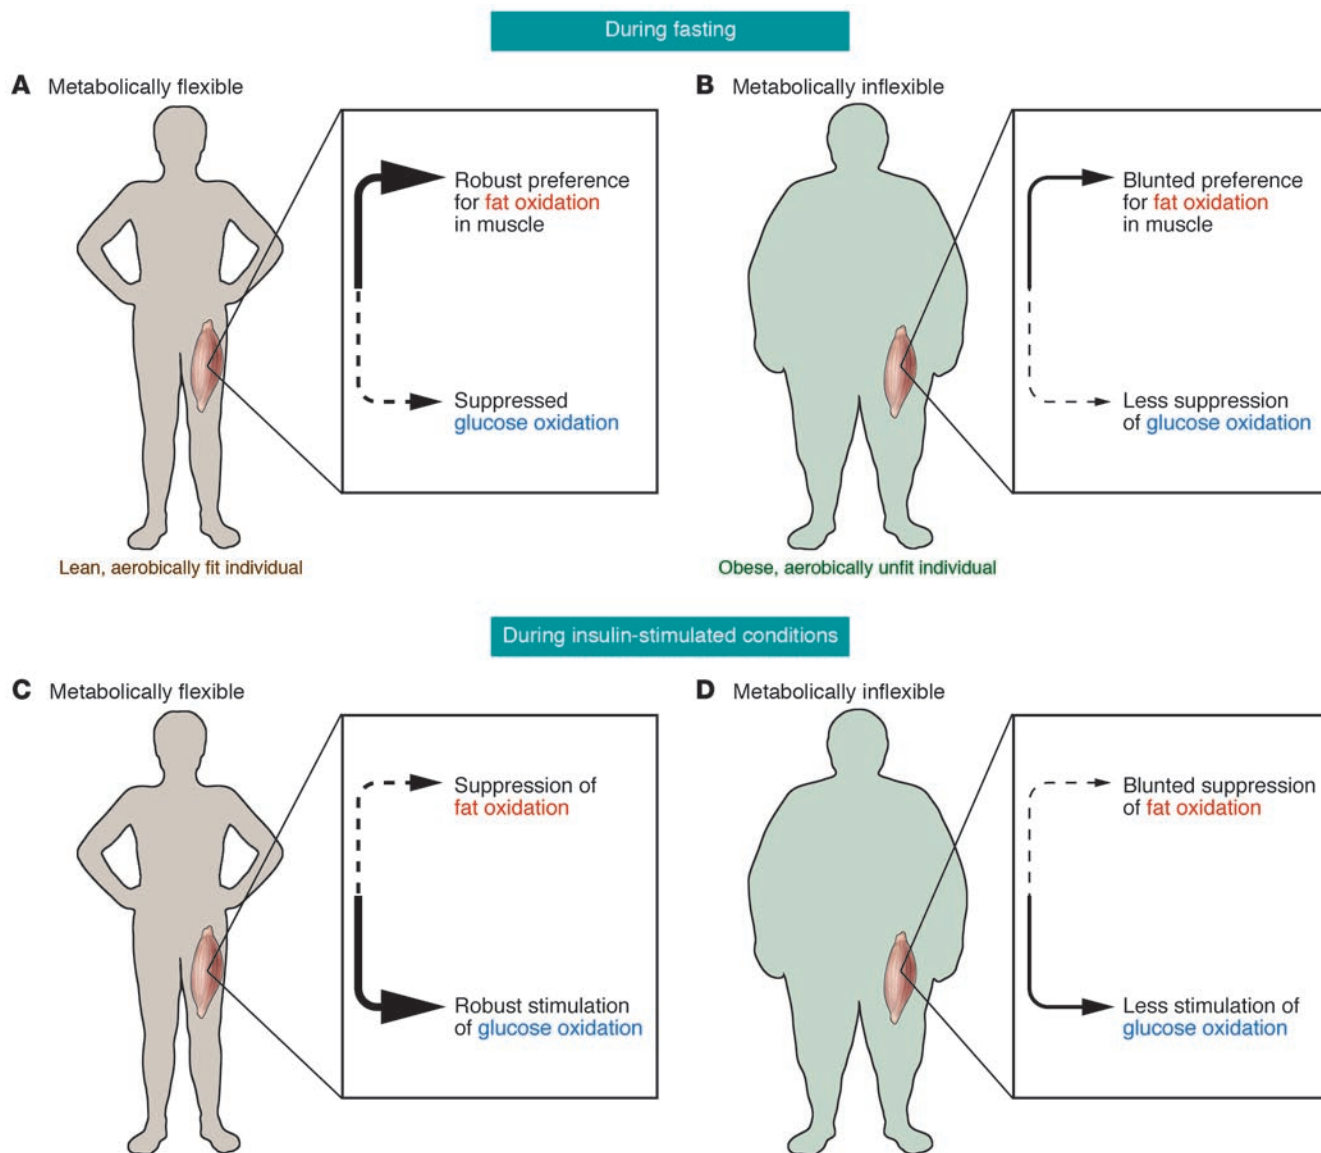 During fasting
A Metabolically flexible
Robust preference
for fat oxidation
in muscle
Suppressed
glucose oxidation
Lean, aerobically fit individual
B Metabolically inflexible
Blunted preference
for fat oxidation
in muscle
Less suppression
of glucose oxidation
Obese, aerobically unfit individual
During insulin-stimulated conditions
C Metabolically flexible
Suppression of
fat oxidation
Robust stimulation
of glucose oxidation
D Metabolically inflexible
Blunted suppression
of fat oxidation
Less stimulation of
glucose oxidation